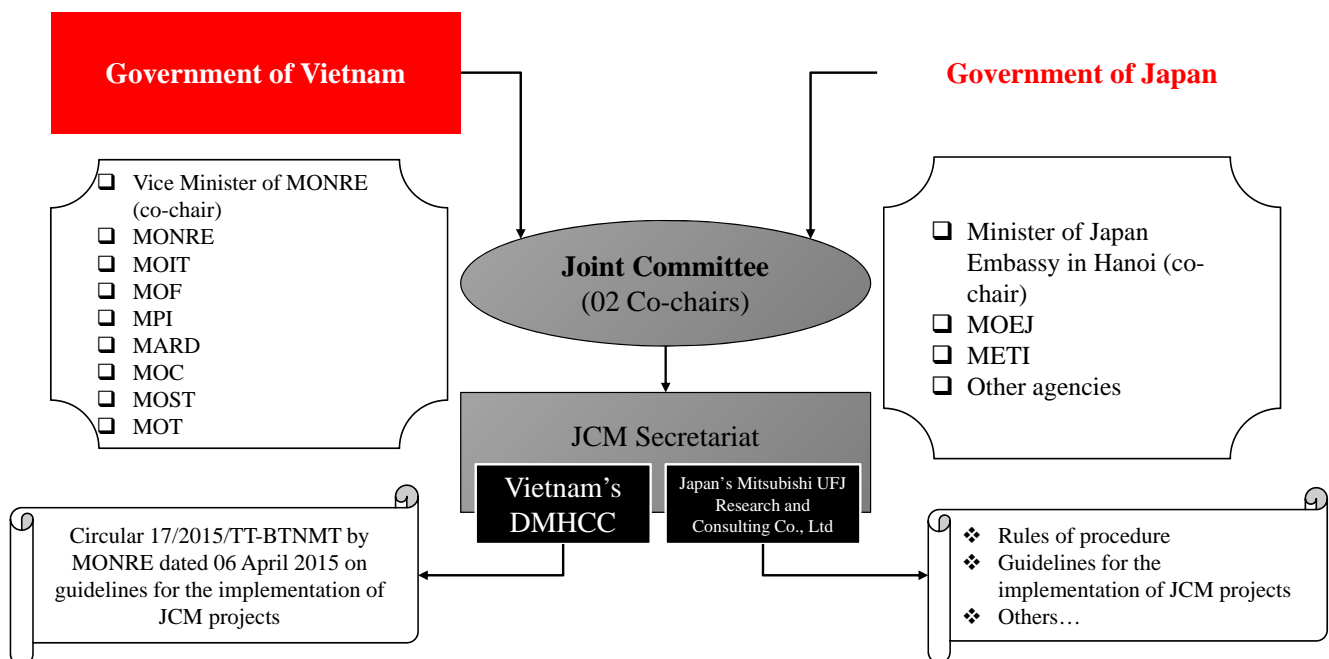 Government of Vietnam
Government of Japan
❑ Vice Minister of MONRE
(co-chair)
❑ MONRE
❑ MOIT
❑ MOF
❑ MPI
❑ MARD
❑ MOC
❑ MOST
❑ MOT
Joint Committee
(02 Co-chairs)
❑ Minister of Japan
Embassy in Hanoi (co-
chair)
❑ MOEJ
❑ METI
❑ Other agencies
JCM Secretariat
Vietnam’s
DMHCC
Japan’s Mitsubishi UFJ
Research and
Consulting Co., Ltd
Circular 17/2015/TT-BTNMT by
MONRE dated 06 April 2015 on
guidelines for the implementation of
JCM projects
❖ Rules of procedure
❖ Guidelines for the
implementation of JCM projects
❖ Others…